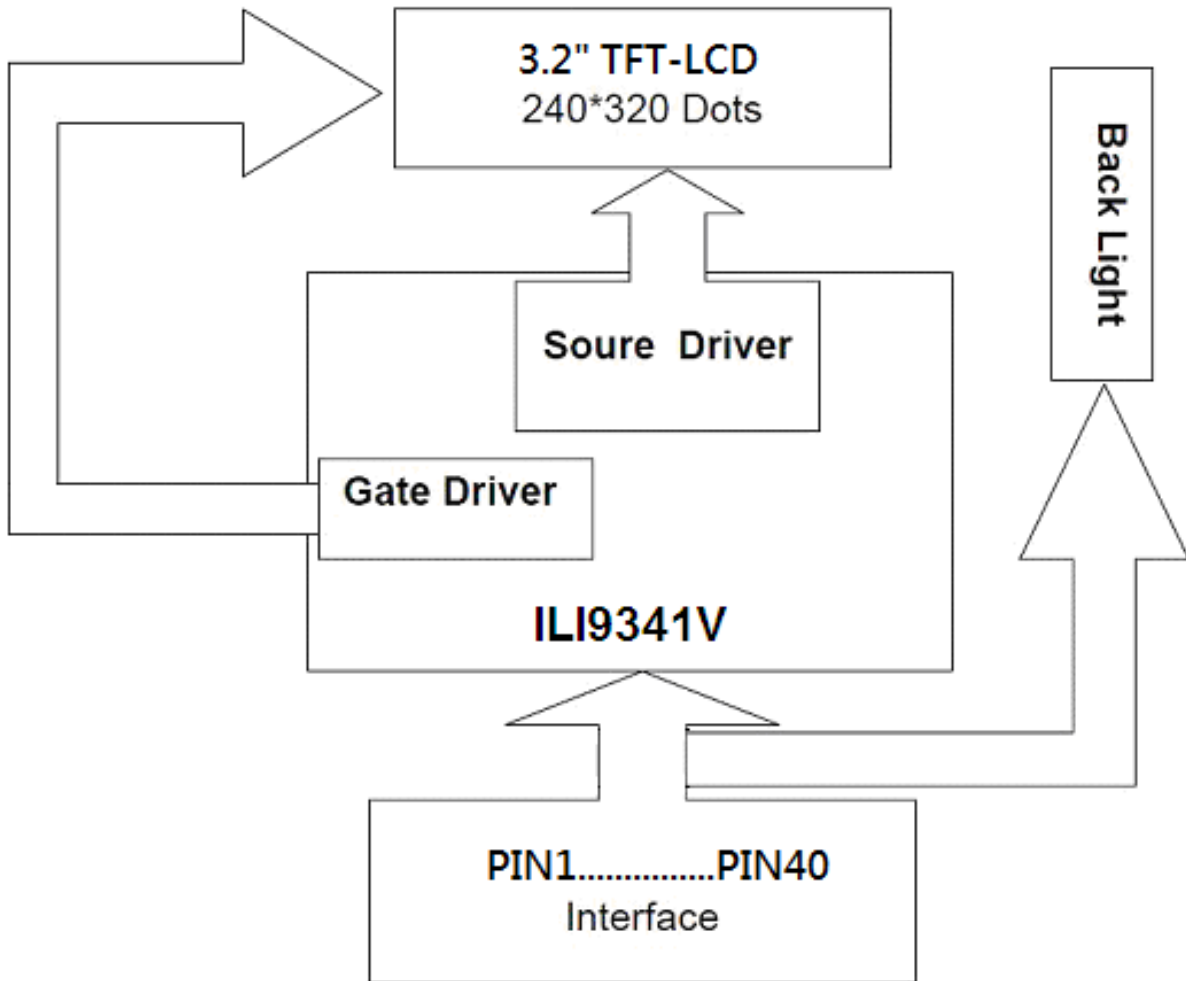 3.2" TFT-LCD
240*320 Dots
Back Light
Soure Driver
Gate Driver
ILI9341V
PIN1...............PIN40
Interface